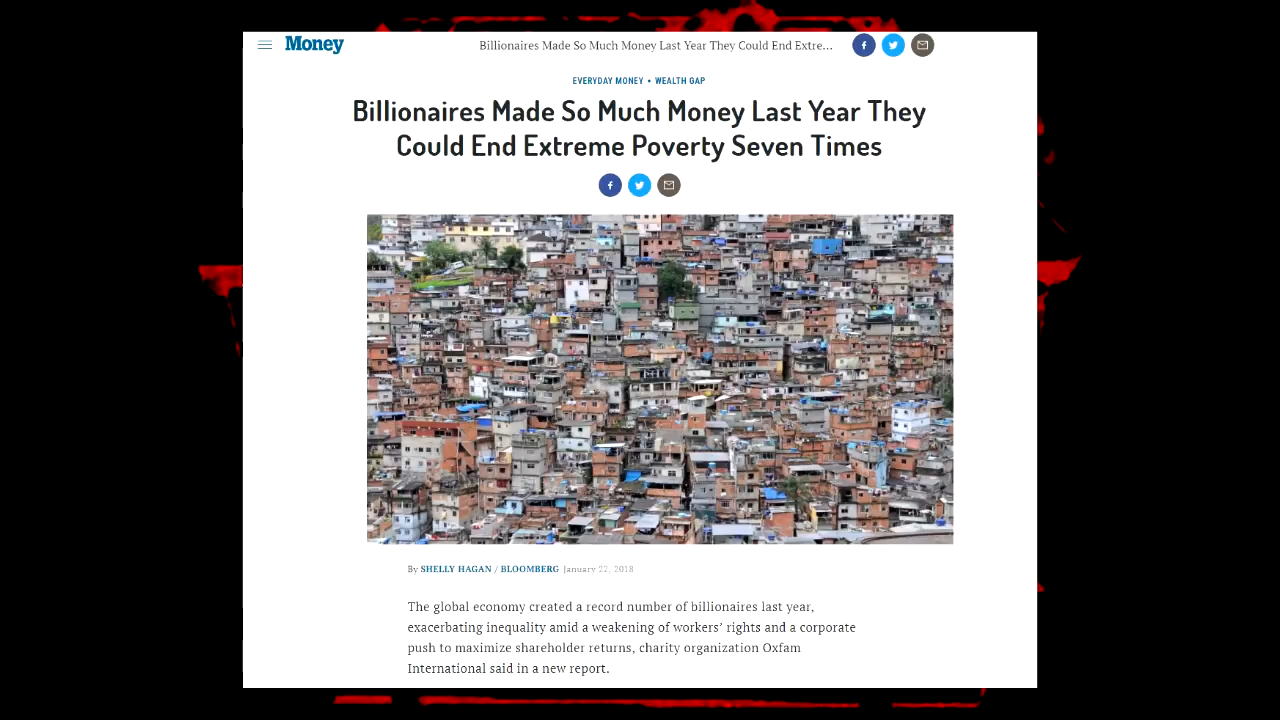 Money
Billionaires Made So Much Money Last Year They Could End Extre...
EVERYDAY MONEY • WEALTH GAP
Billionaires Made So Much Money Last Year They
Could End Extreme Poverty Seven Times
By SHELLY HAGAN / BLOOMBERG January 22, 2018
The global economy created a record number of billionaires last year,
exacerbating inequality amid a weakening of workers’ rights and a corporate
push to maximize shareholder returns, charity organization Oxfam
International said in a new report.